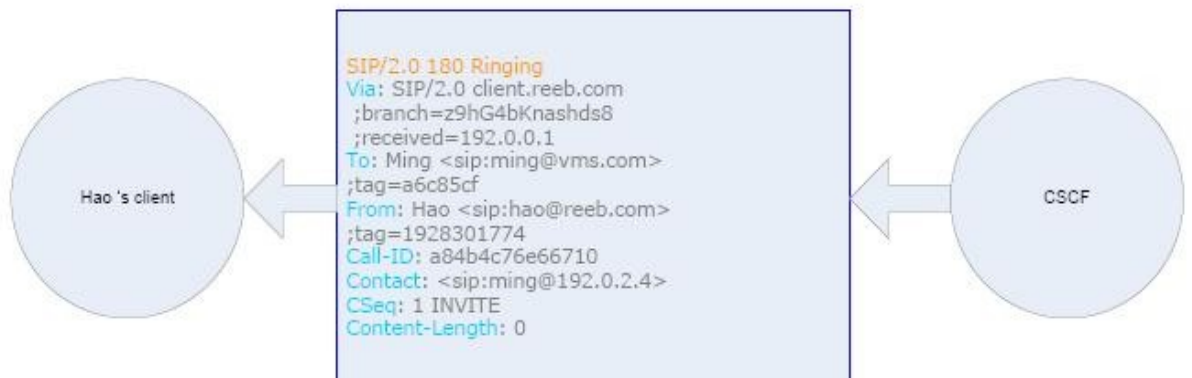 Hao 's client
SIP/2.0 180 Ringing
Via: SIP/2.0 client.reeb.com
;branch=z9hG4bKnashds8
;received=192.0.0.1
To: Ming <sip:ming@vms.com>
;tag=a6c85cf
From: Hao <sip:hao@reeb.com>
;tag=1928301774
Call-ID: a84b4c76e66710
Contact: <sip:ming@192.0.2.4>
CSeq: 1 INVITE
Content-Length: 0
CSCF